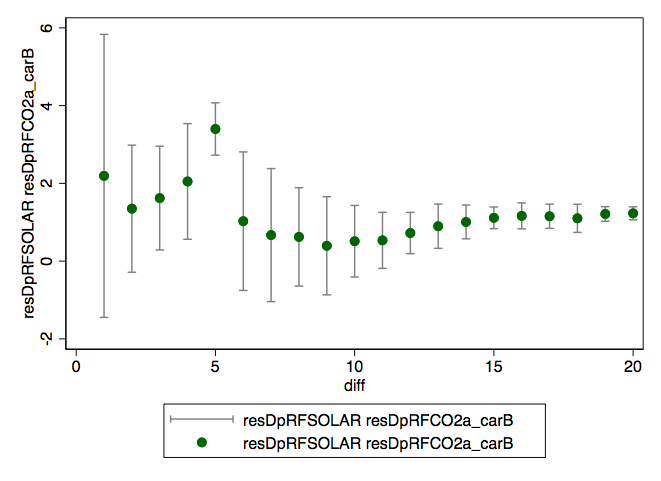 resDpRFSOLAR resDpRFCO2a_carB
6
4
2
0
-2
0 5 10 15 20
diff
resDpRFSOLAR resDpRFCO2a_carB
resDpRFSOLAR resDpRFCO2a_carB